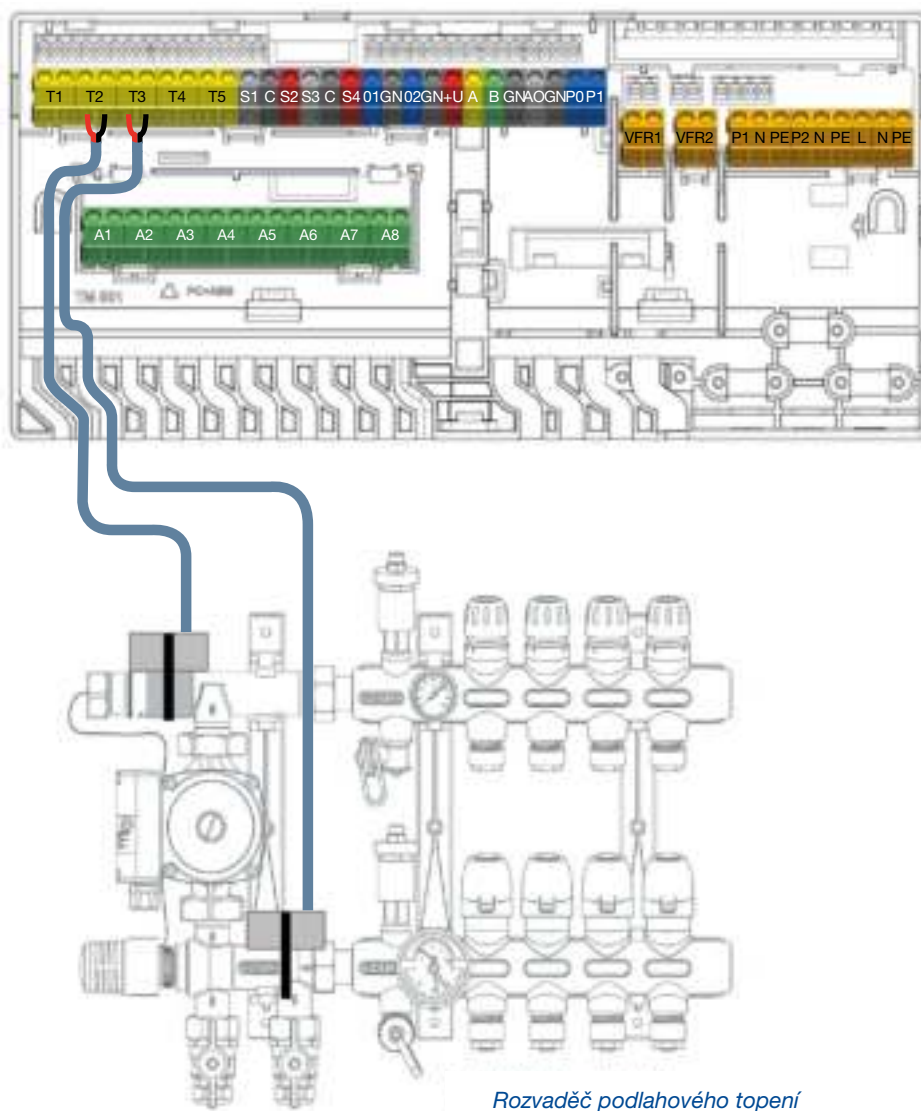 T1 T2 T3 T4 T5 S1 C S2 S3 C S4 01 GN 02 GN +U A B GN AO GN P0 P1
VFR1 VFR2 P1 N PE P2 N PE L N PE
A1 A2 A3 A4 A5 A6 A7 A8
Rozvaděč podlahového topení